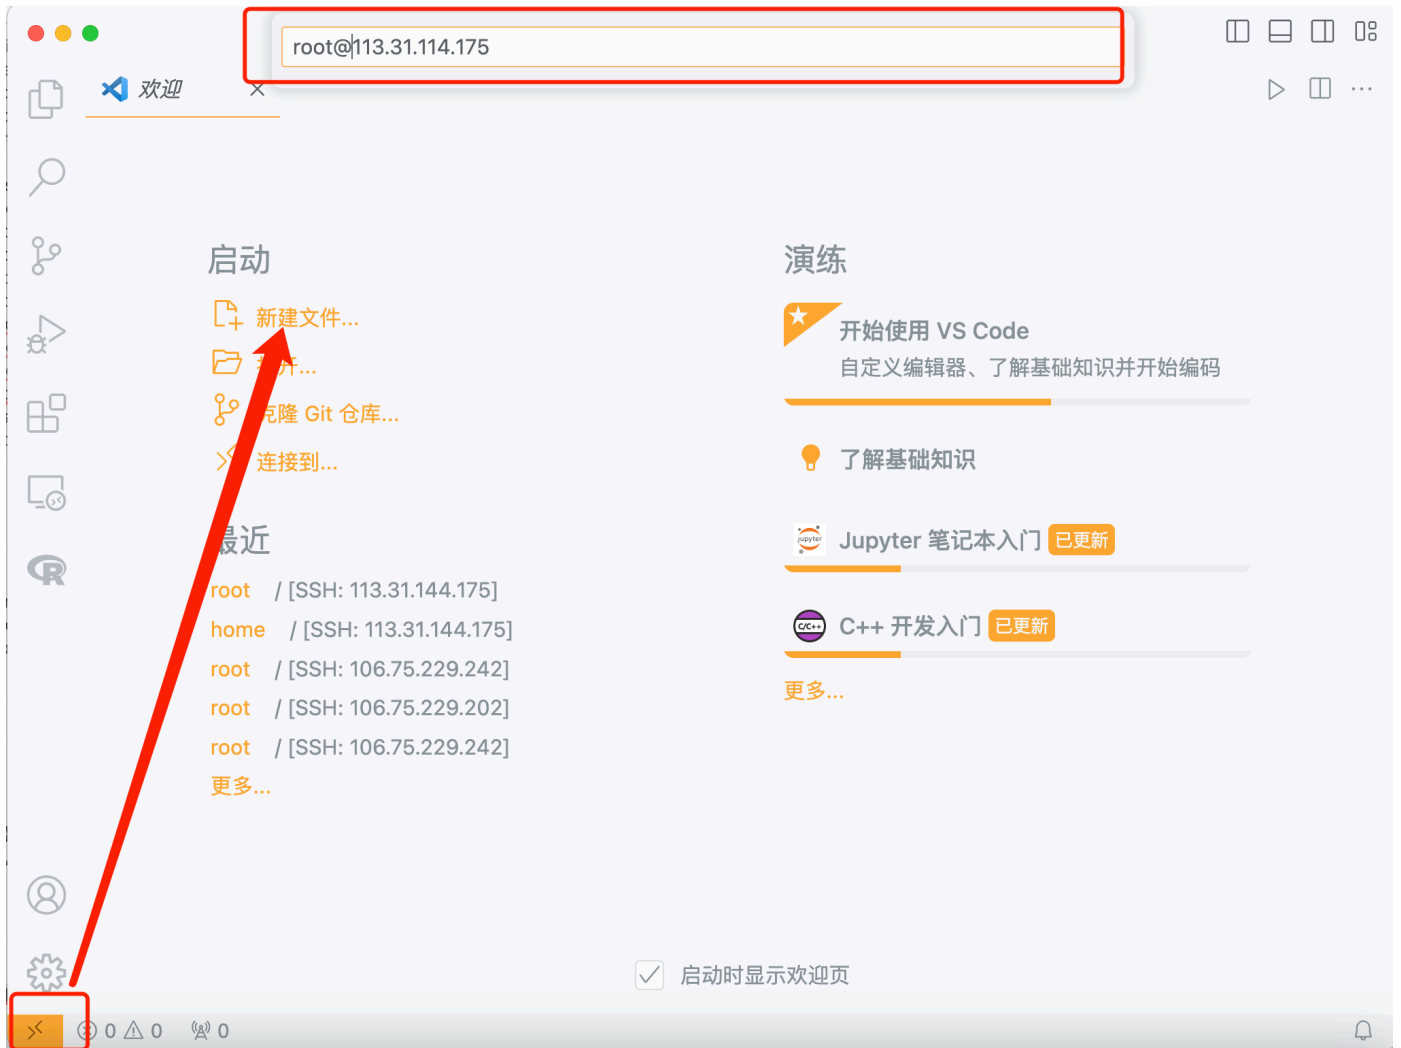 root@113.31.114.175
欢迎
启动
新建文件...
开...
克隆 Git 仓库...
连接到...
最近
root / [SSH: 113.31.144.175]
home / [SSH: 113.31.144.175]
root / [SSH: 106.75.229.242]
root / [SSH: 106.75.229.202]
root / [SSH: 106.75.229.242]
更多...
演练
开始使用 VS Code
自定义编辑器、了解基础知识并开始编码
了解基础知识
jupyter
Jupyter 笔记本入门 已更新
C/C++
C++ 开发入门 已更新
更多...
启动时显示欢迎页
0 0 0